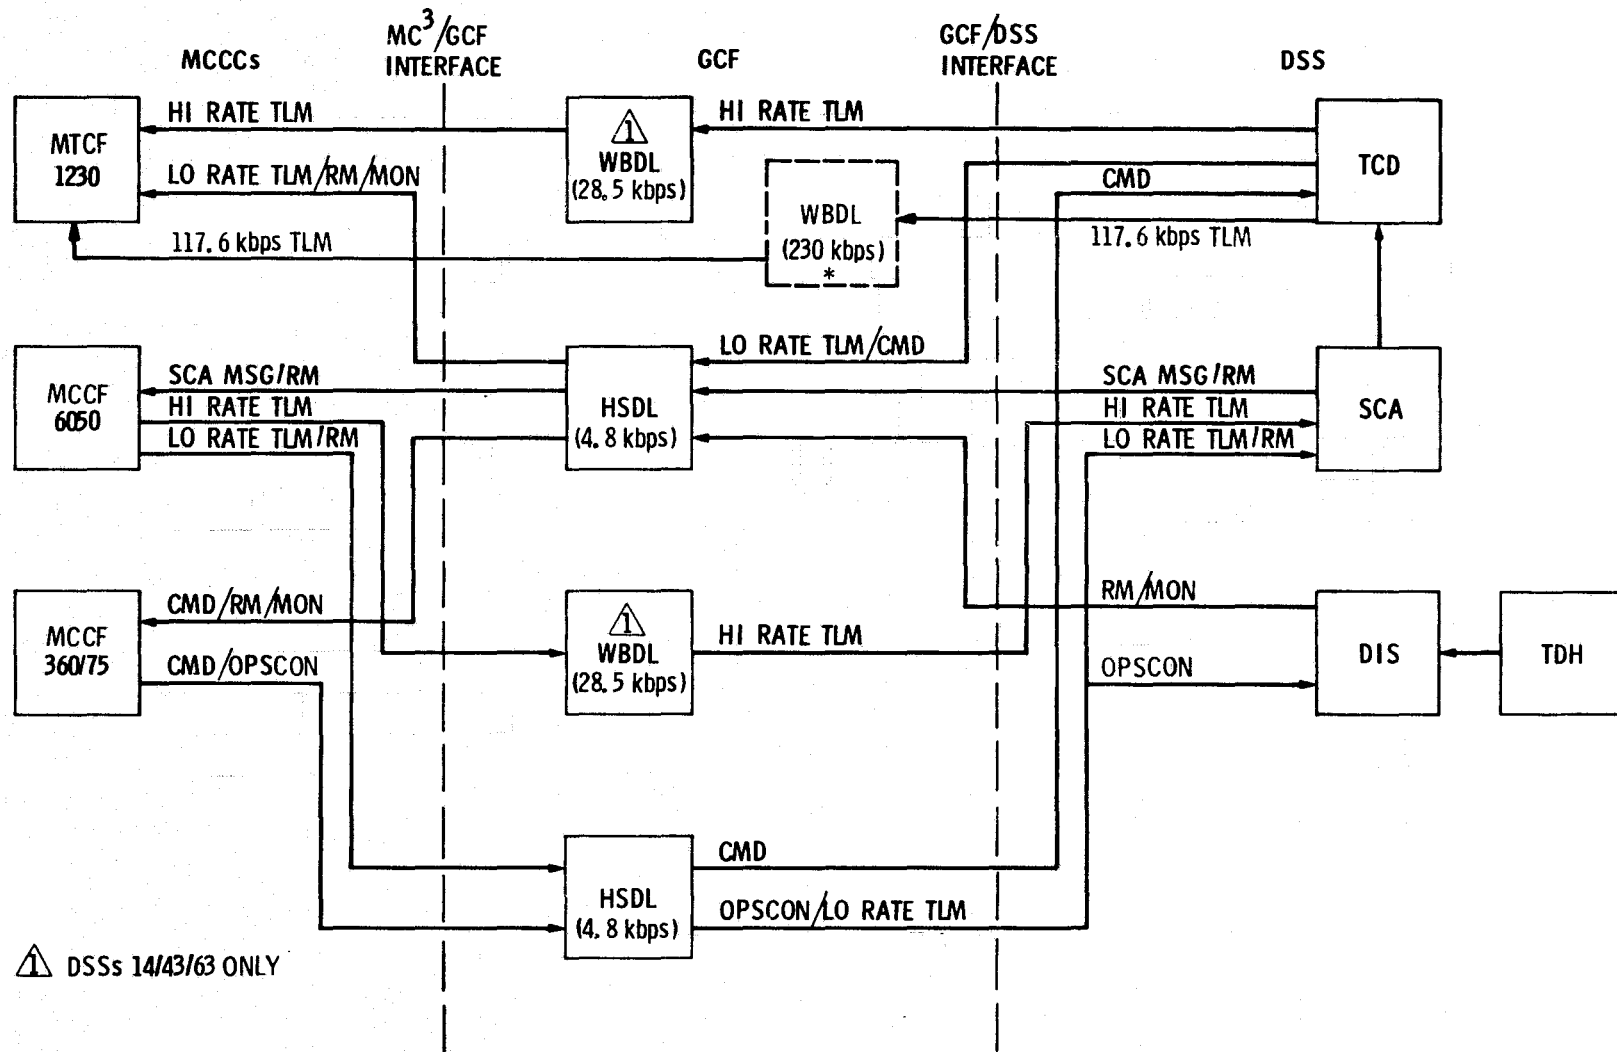 MCCCs
MC³/GCF
INTERFACE
GCF
GCF/DSS
INTERFACE
DSS
MTCF
1230
HI RATE TLM
LO RATE TLM/RM/MON
117.6 kbps TLM
1
WBDL
(28.5 kbps)
HI RATE TLM
WBDL
(230 kbps)
*
CMD
117.6 kbps TLM
TCD
MCCF
6050
SCA MSG/RM
HI RATE TLM
LO RATE TLM/RM
HSDL
(4.8 kbps)
LO RATE TLM/CMD
SCA MSG/RM
HI RATE TLM
LO RATE TLM/RM
SCA
MCCF
360/75
CMD/RM/MON
CMD/OPSCON
1
WBDL
(28.5 kbps)
HI RATE TLM
RM/MON
OPSCON
DIS
TDH
HSDL
(4.8 kbps)
CMD
OPSCON/LO RATE TLM
1 DSSs 14/43/63 ONLY